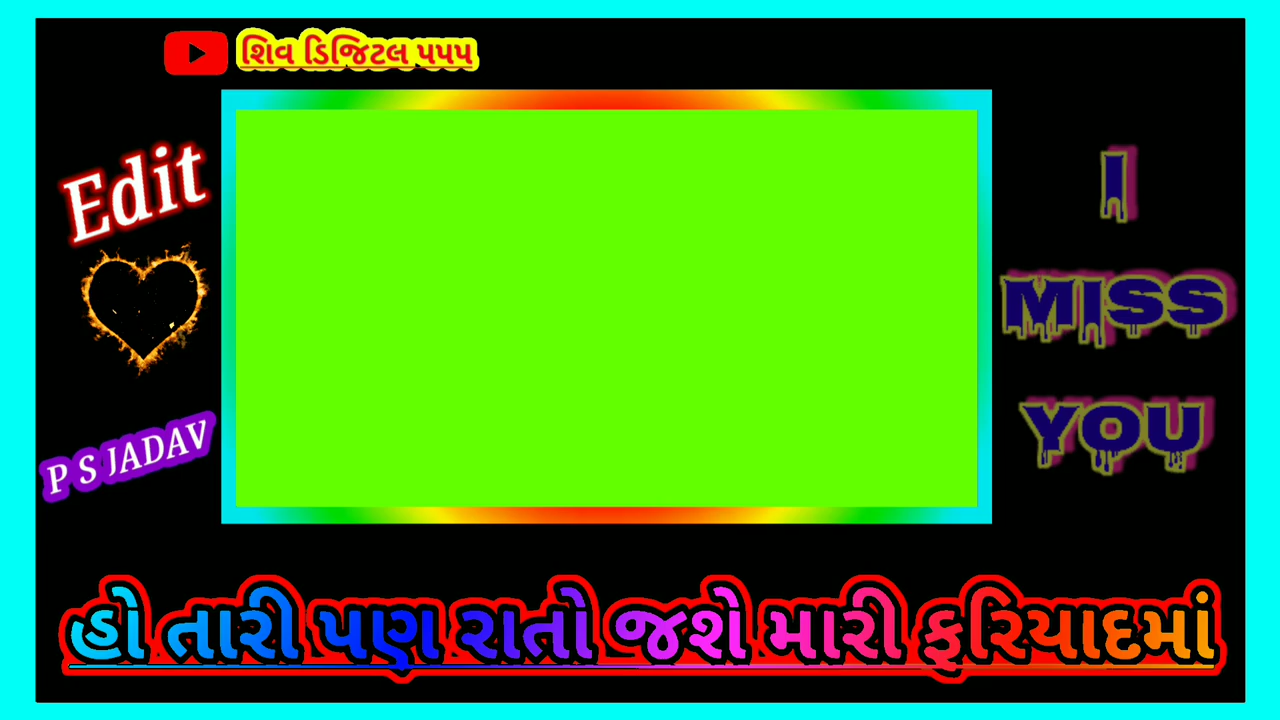 શિવ ડિજિટલ ૫૫૫
Edit
P S JADAV
I
MISS
YOU
હો તારી પણ રાતો જશે મારી ફરિયાદમાં